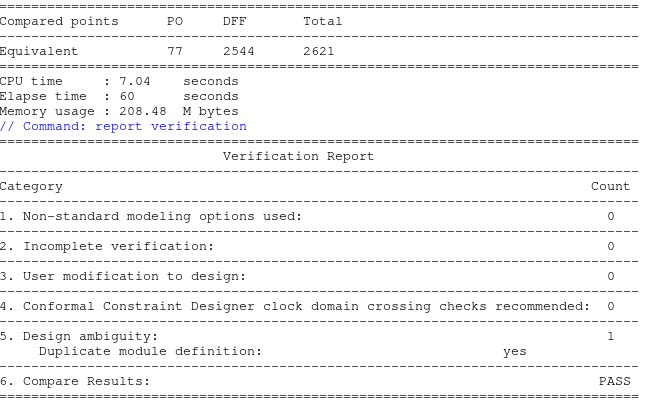 Compared points PO DFF Total
Equivalent 77 2544 2621
CPU time : 7.04 seconds
Elapse time : 60 seconds
Memory usage : 208.48 M bytes
// Command: report verification
Verification Report
Category Count
1. Non-standard modeling options used: 0
2. Incomplete verification: 0
3. User modification to design: 0
4. Conformal Constraint Designer clock domain crossing checks recommended: 0
5. Design ambiguity: 1
Duplicate module definition: yes
6. Compare Results: PASS